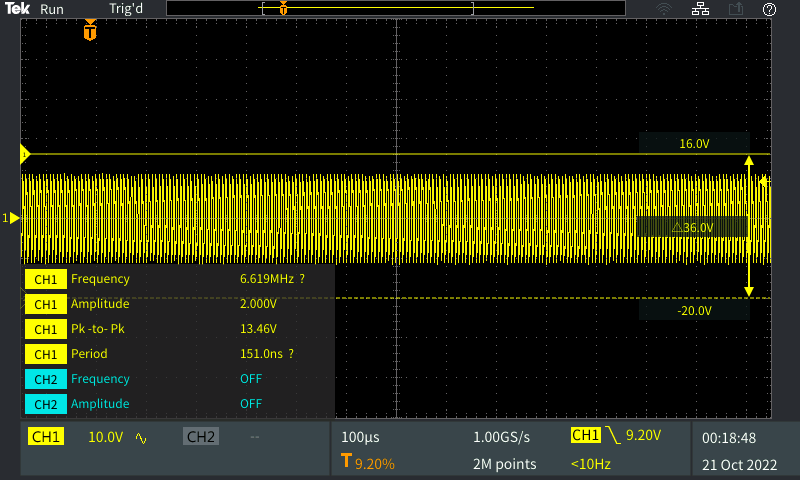 Tek Run Trig'd
T
T
1
16.0V
1
△36.0V
-20.0V
CH1 Frequency 6.619MHz ?
CH1 Amplitude 2.000V
CH1 Pk -to- Pk 13.46V
CH1 Period 151.0ns ?
CH2 Frequency OFF
CH2 Amplitude OFF
CH1 10.0V CH2 -- 100µs 1.00GS/s CH1 9.20V 00:18:48
T 9.20% 2M points <10Hz 21 Oct 2022